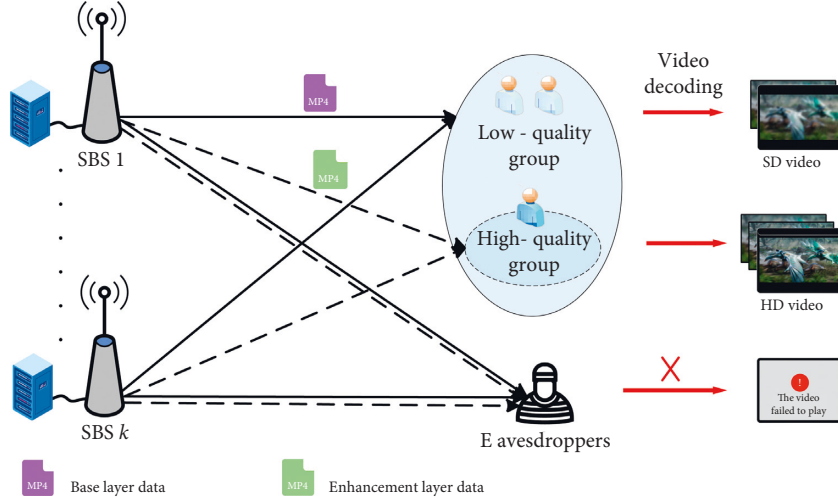 MP4
Video
decoding
Low - quality
group
SBS 1
MP4
SD video
High- quality
group
HD video
The video
failed to play
SBS k
E avesdroppers
MP4
Base layer data
MP4
Enhancement layer data